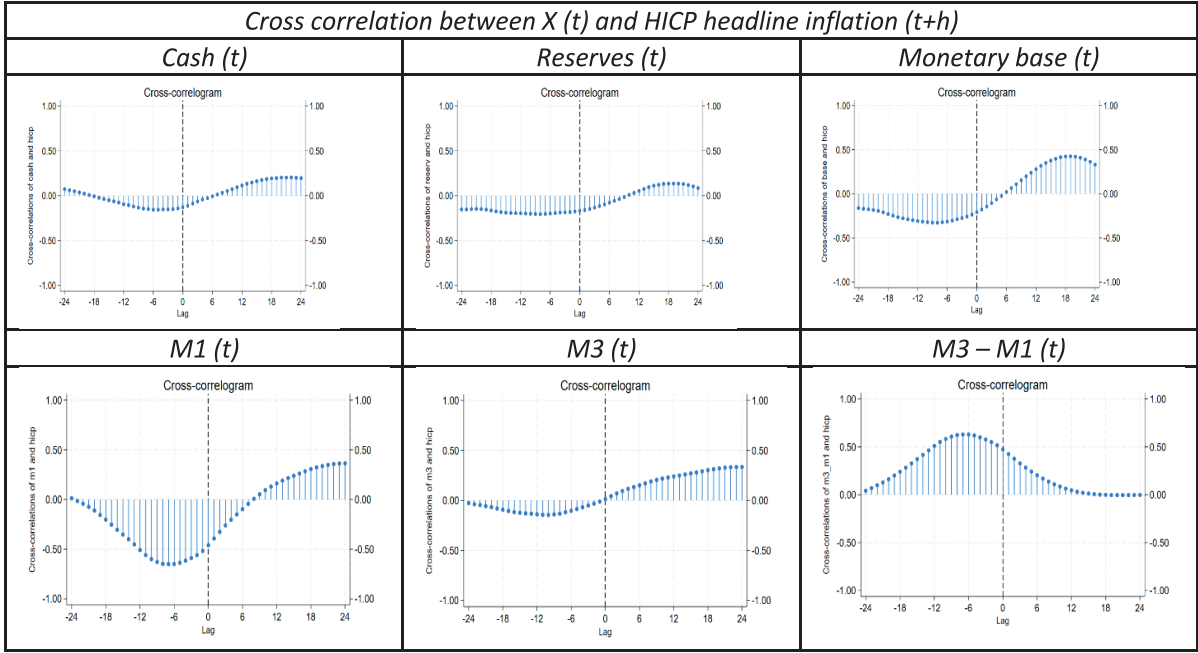 Cross correlation between X (t) and HICP headline inflation (t+h)
Cash (t)
Reserves (t)
Monetary base (t)
Cross-correlogram
Cross-correlations of cash and hicp
1.00 1.00
0.50 0.50
0.00 0.00
-0.50 -0.50
-1.00 -1.00
-24 -18 -12 -6 0 6 12 18 24
Lag
Cross-correlogram
Cross-correlations of reserv and hicp
1.00 1.00
0.50 0.50
0.00 0.00
-0.50 -0.50
-1.00 -1.00
-24 -18 -12 -6 0 6 12 18 24
Lag
Cross-correlogram
Cross-correlations of base and hicp
1.00 1.00
0.50 0.50
0.00 0.00
-0.50 -0.50
-1.00 -1.00
-24 -18 -12 -6 0 6 12 18 24
Lag
M1 (t)
M3 (t)
M3 – M1 (t)
Cross-correlogram
Cross-correlations of m1 and hicp
1.00 1.00
0.50 0.50
0.00 0.00
-0.50 -0.50
-1.00 -1.00
-24 -18 -12 -6 0 6 12 18 24
Lag
Cross-correlogram
Cross-correlations of m3 and hicp
1.00 1.00
0.50 0.50
0.00 0.00
-0.50 -0.50
-1.00 -1.00
-24 -18 -12 -6 0 6 12 18 24
Lag
Cross-correlogram
Cross-correlations of m3_m1 and hicp
1.00 1.00
0.50 0.50
0.00 0.00
-0.50 -0.50
-1.00 -1.00
-24 -18 -12 -6 0 6 12 18 24
Lag